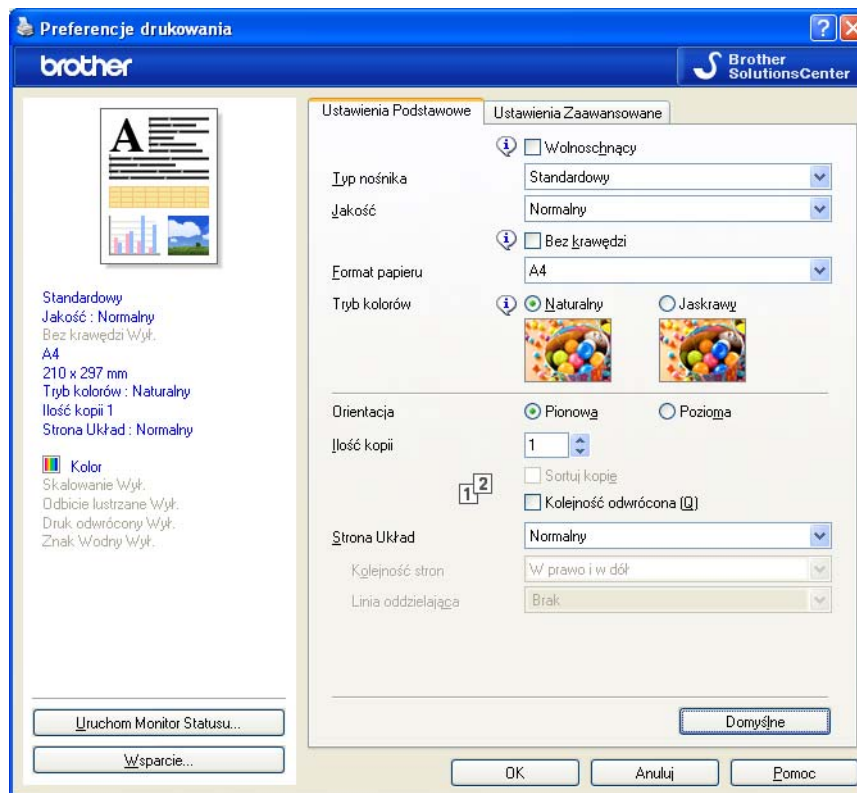 Preferencje drukowania
brother
Brother
SolutionsCenter
A
Standardowy
Jakość : Normalny
Bez krawędzi Wył.
A4
210 x 297 mm
Tryb kolorów : Naturalny
Ilość kopii 1
Strona Układ : Normalny
Kolor
Skalowanie Wył.
Odbicie lustrzane Wył.
Druk odwrócony Wył.
Znak Wodny Wył.
Uruchom Monitor Statusu...
Wsparcie...
Ustawienia Podstawowe Ustawienia Zaawansowane
Wolnoschnący
Typ nośnika Standardowy
Jakość Normalny
Bez krawędzi
Format papieru A4
Tryb kolorów Naturalny Jaskrawy
Orientacja Pionowa Pozioma
Ilość kopii 1
Sortuj kopię
1 2 Kolejność odwrócona (Q)
Strona Układ Normalny
Kolejność stron W prawo i w dół
Linia oddzielająca Brak
Domyślne
OK Anuluj Pomoc